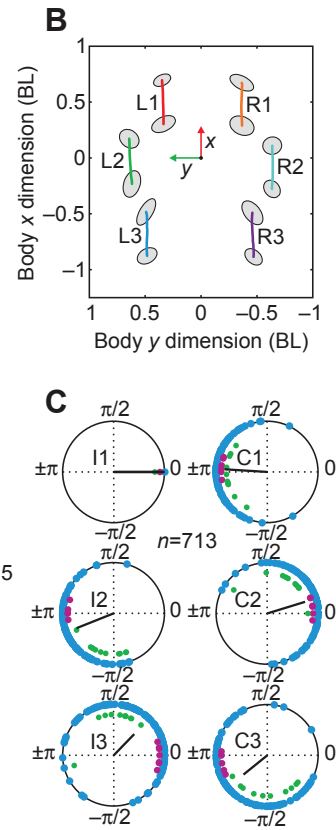 B
Body x dimension (BL)
1
0.5
0
−0.5
−1
L1
R1
L2
R2
L3
R3
x
y
1 0.5 0 −0.5 −1
Body y dimension (BL)
C
π/2 π/2
±π I1 0 ±π C1 0
−π/2 −π/2
n=713
5
π/2 π/2
±π I2 0 ±π C2 0
−π/2 −π/2
π/2 π/2
±π I3 0 ±π C3 0
−π/2 −π/2